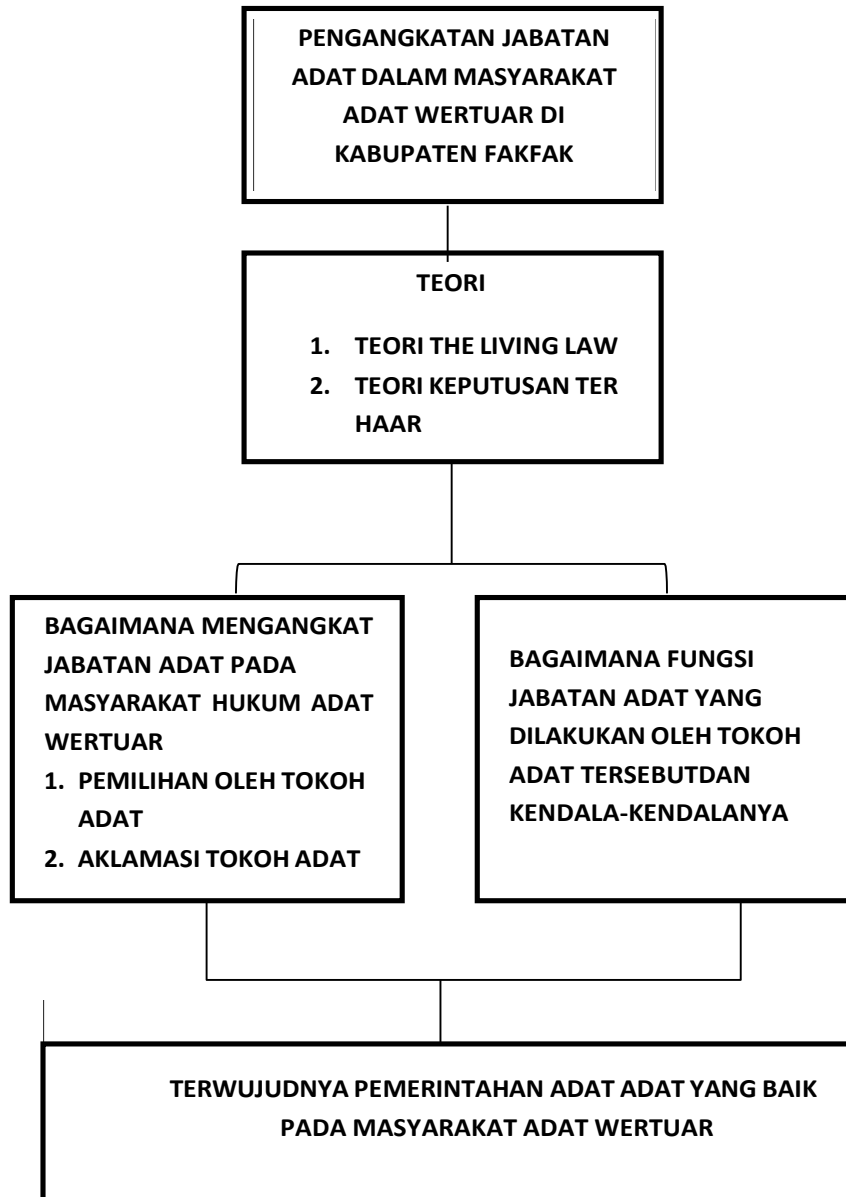 PENGANGKATAN JABATAN
ADAT DALAM MASYARAKAT
ADAT WERTUAR DI
KABUPATEN FAKFAK
TEORI
1. TEORI THE LIVING LAW
2. TEORI KEPUTUSAN TER
HAAR
BAGAIMANA MENGANGKAT
JABATAN ADAT PADA
MASYARAKAT HUKUM ADAT
WERTUAR
1. PEMILIHAN OLEH TOKOH
ADAT
2. AKLAMASI TOKOH ADAT
BAGAIMANA FUNGSI
JABATAN ADAT YANG
DILAKUKAN OLEH TOKOH
ADAT TERSEBUTDAN
KENDALA-KENDALANYA
TERWUJUDNYA PEMERINTAHAN ADAT ADAT YANG BAIK
PADA MASYARAKAT ADAT WERTUAR